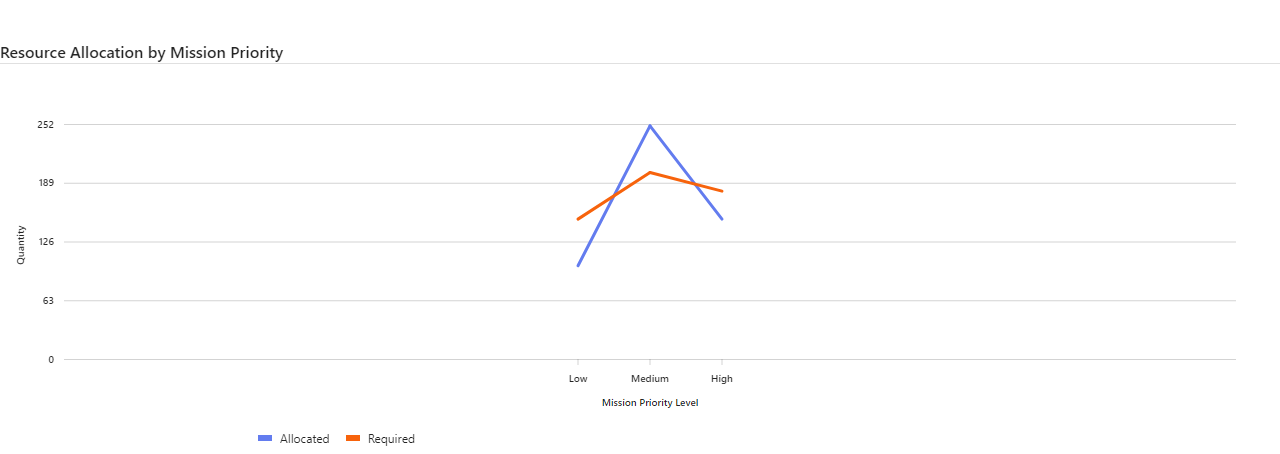 Resource Allocation by Mission Priority
252
189
126
63
0
Quantity
Low Medium High
Mission Priority Level
Allocated Required